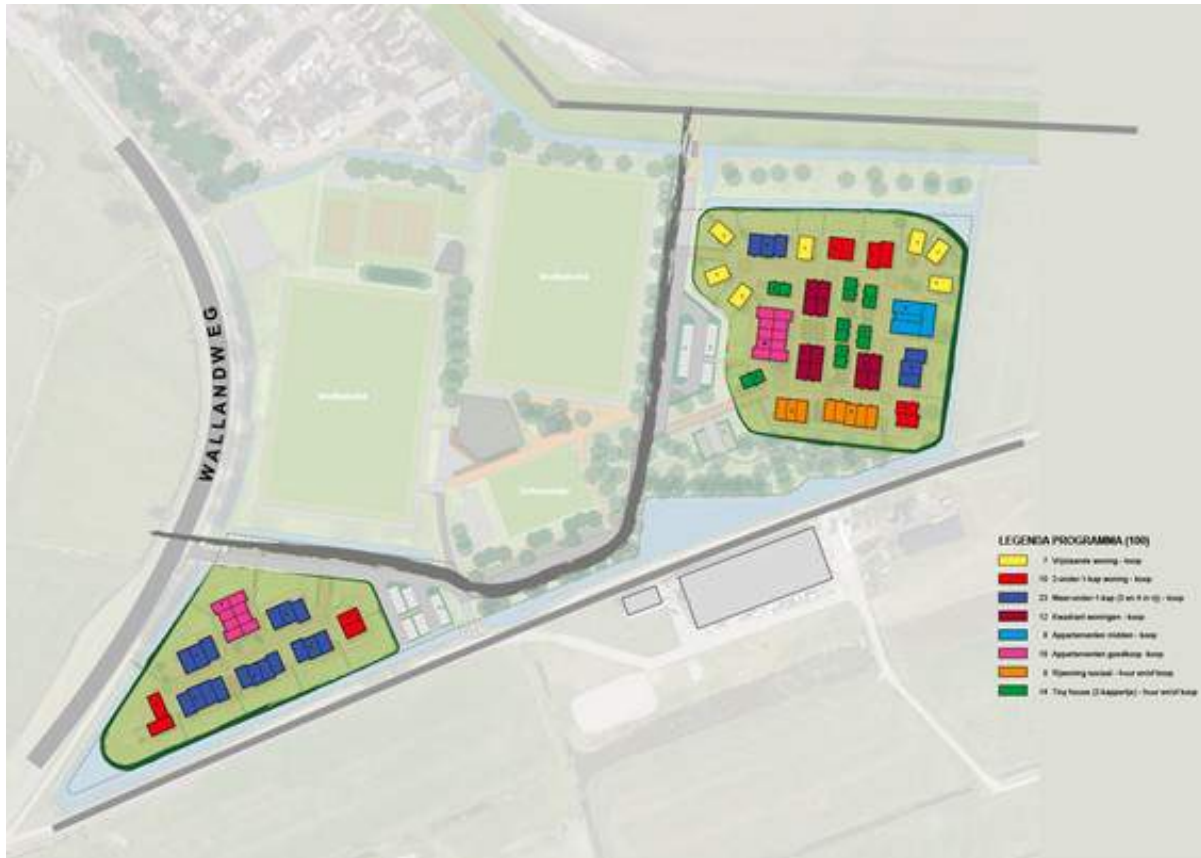 WALLANDWEG
LEGENDA PROGRAMMA (100)
7 Vrijstaande woning - koop
10 2-onder-1-kap woning - koop
23 Meer-onder-1-kap (3 en 4 in rij) - koop
12 Kwadrant woningen - koop
8 Appartementen midden - koop
Appartementen goedkoop - koop
Rijwoning sociaal - huur en/of koop
14 Tiny house (2-kappertje) - huur en/of koop